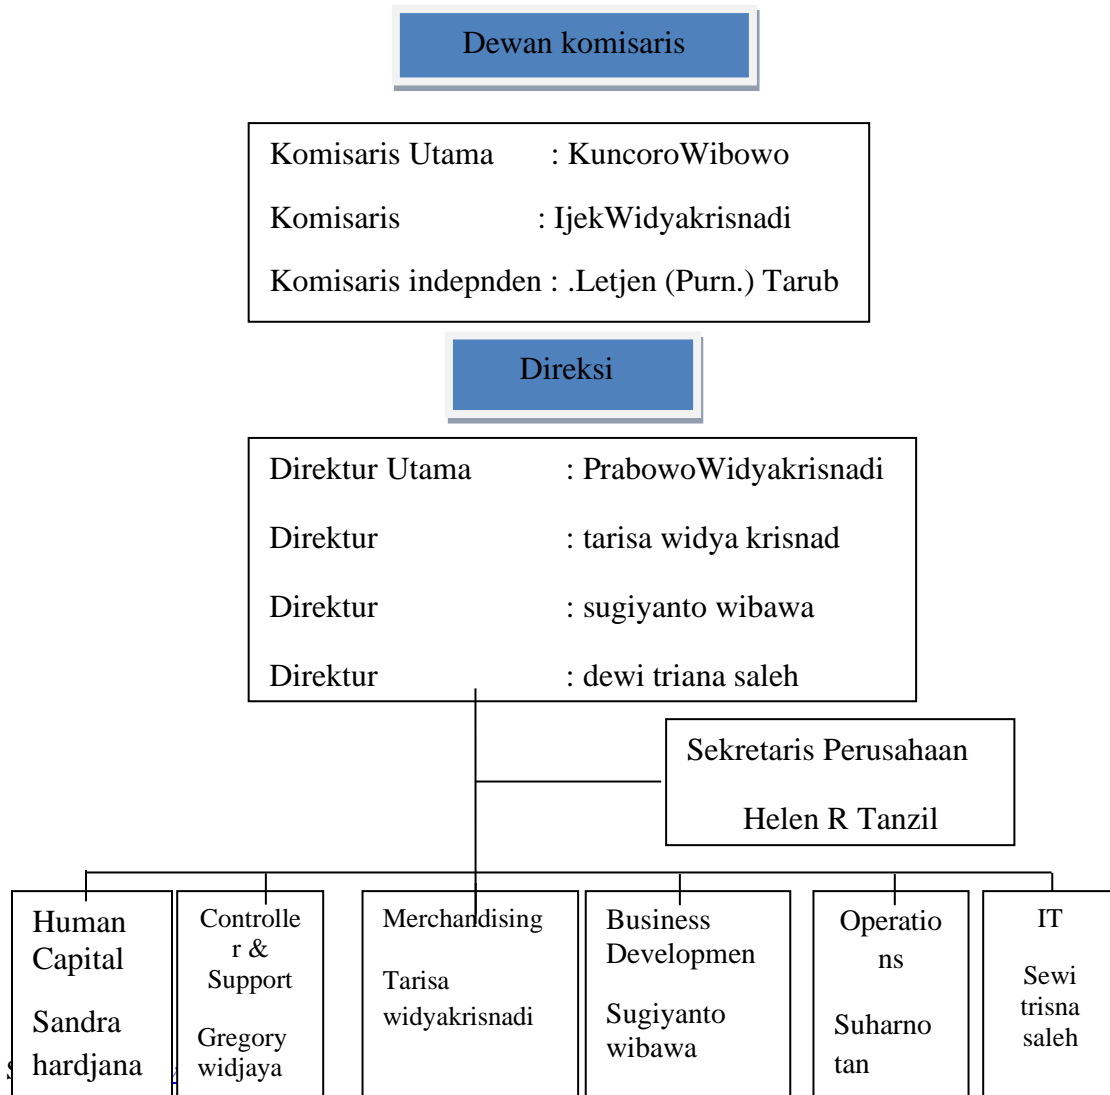 Dewan komisaris
Komisaris Utama : KuncoroWibowo
Komisaris : IjekWidyakrisnadi
Komisaris indepnden : .Letjen (Purn.) Tarub
Direksi
Direktur Utama : PrabowoWidyakrisnadi
Direktur : tarisa widya krisnad
Direktur : sugiyanto wibawa
Direktur : dewi triana saleh
Sekretaris Perusahaan
Helen R Tanzil
Human
Capital
Sandra
hardjana
Controlle
r &
Support
Gregory
widjaya
Merchandising
Tarisa
widyakrisnadi
Business
Developmen
Sugiyanto
wibawa
Operatio
ns
Suharno
tan
IT
Sewi
trisna
saleh